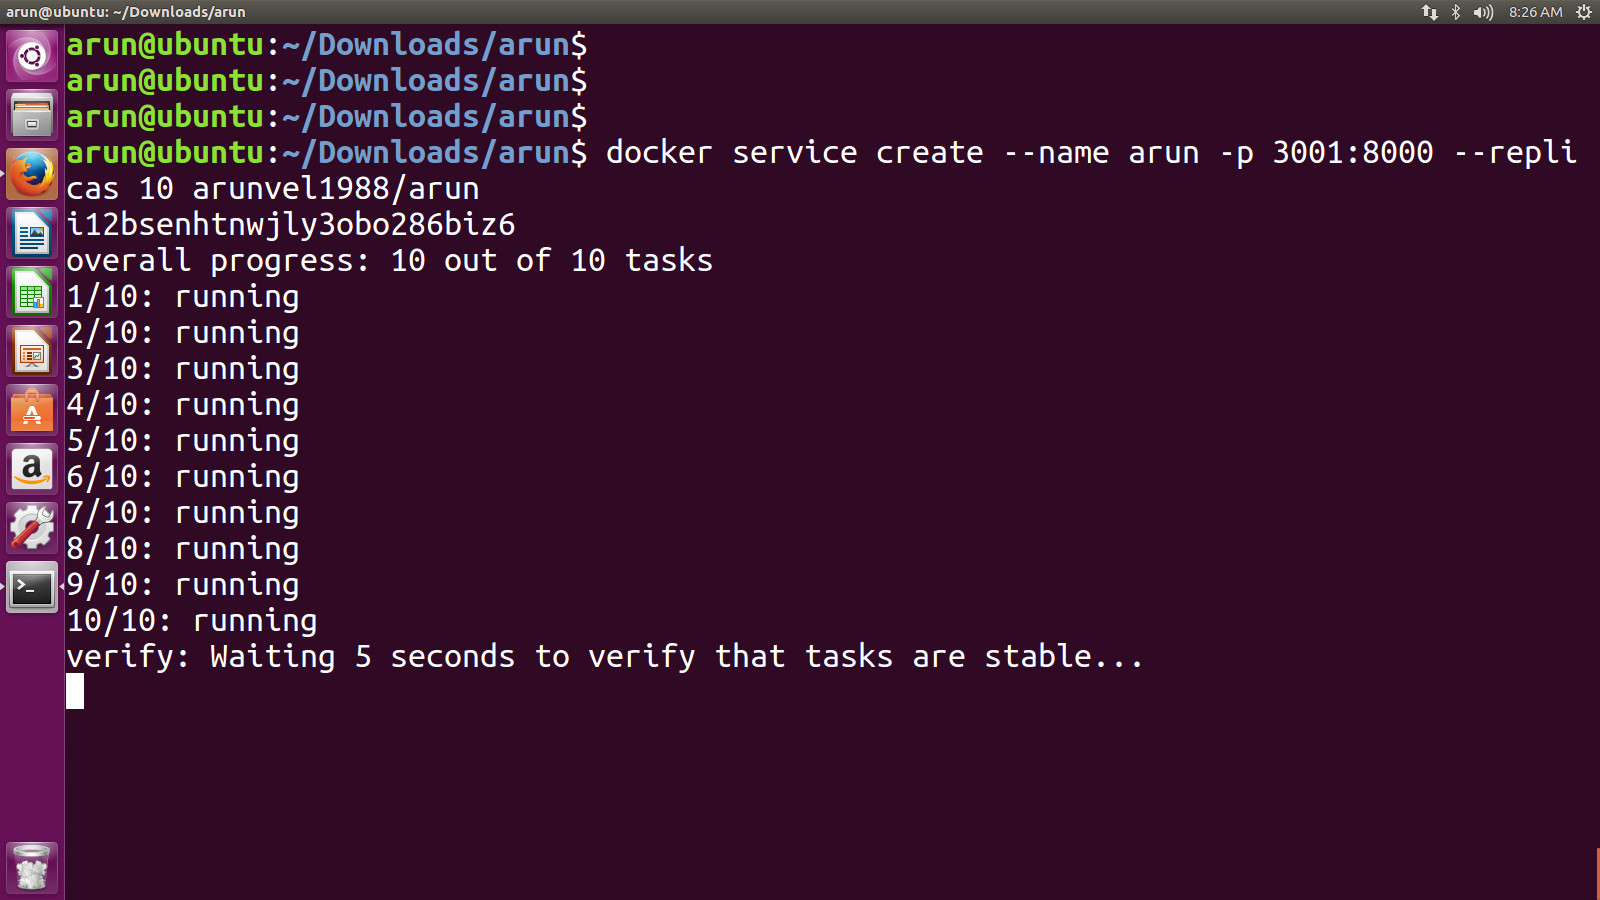 arun@ubuntu: ~/Downloads/arun
8:26 AM
arun@ubuntu:~/Downloads/arun$
arun@ubuntu:~/Downloads/arun$
arun@ubuntu:~/Downloads/arun$
arun@ubuntu:~/Downloads/arun$ docker service create --name arun -p 3001:8000 --repli
cas 10 arunvel1988/arun
i12bsenhtnwjly3obo286biz6
overall progress: 10 out of 10 tasks
1/10: running
2/10: running
3/10: running
4/10: running
5/10: running
6/10: running
7/10: running
8/10: running
9/10: running
10/10: running
verify: Waiting 5 seconds to verify that tasks are stable...